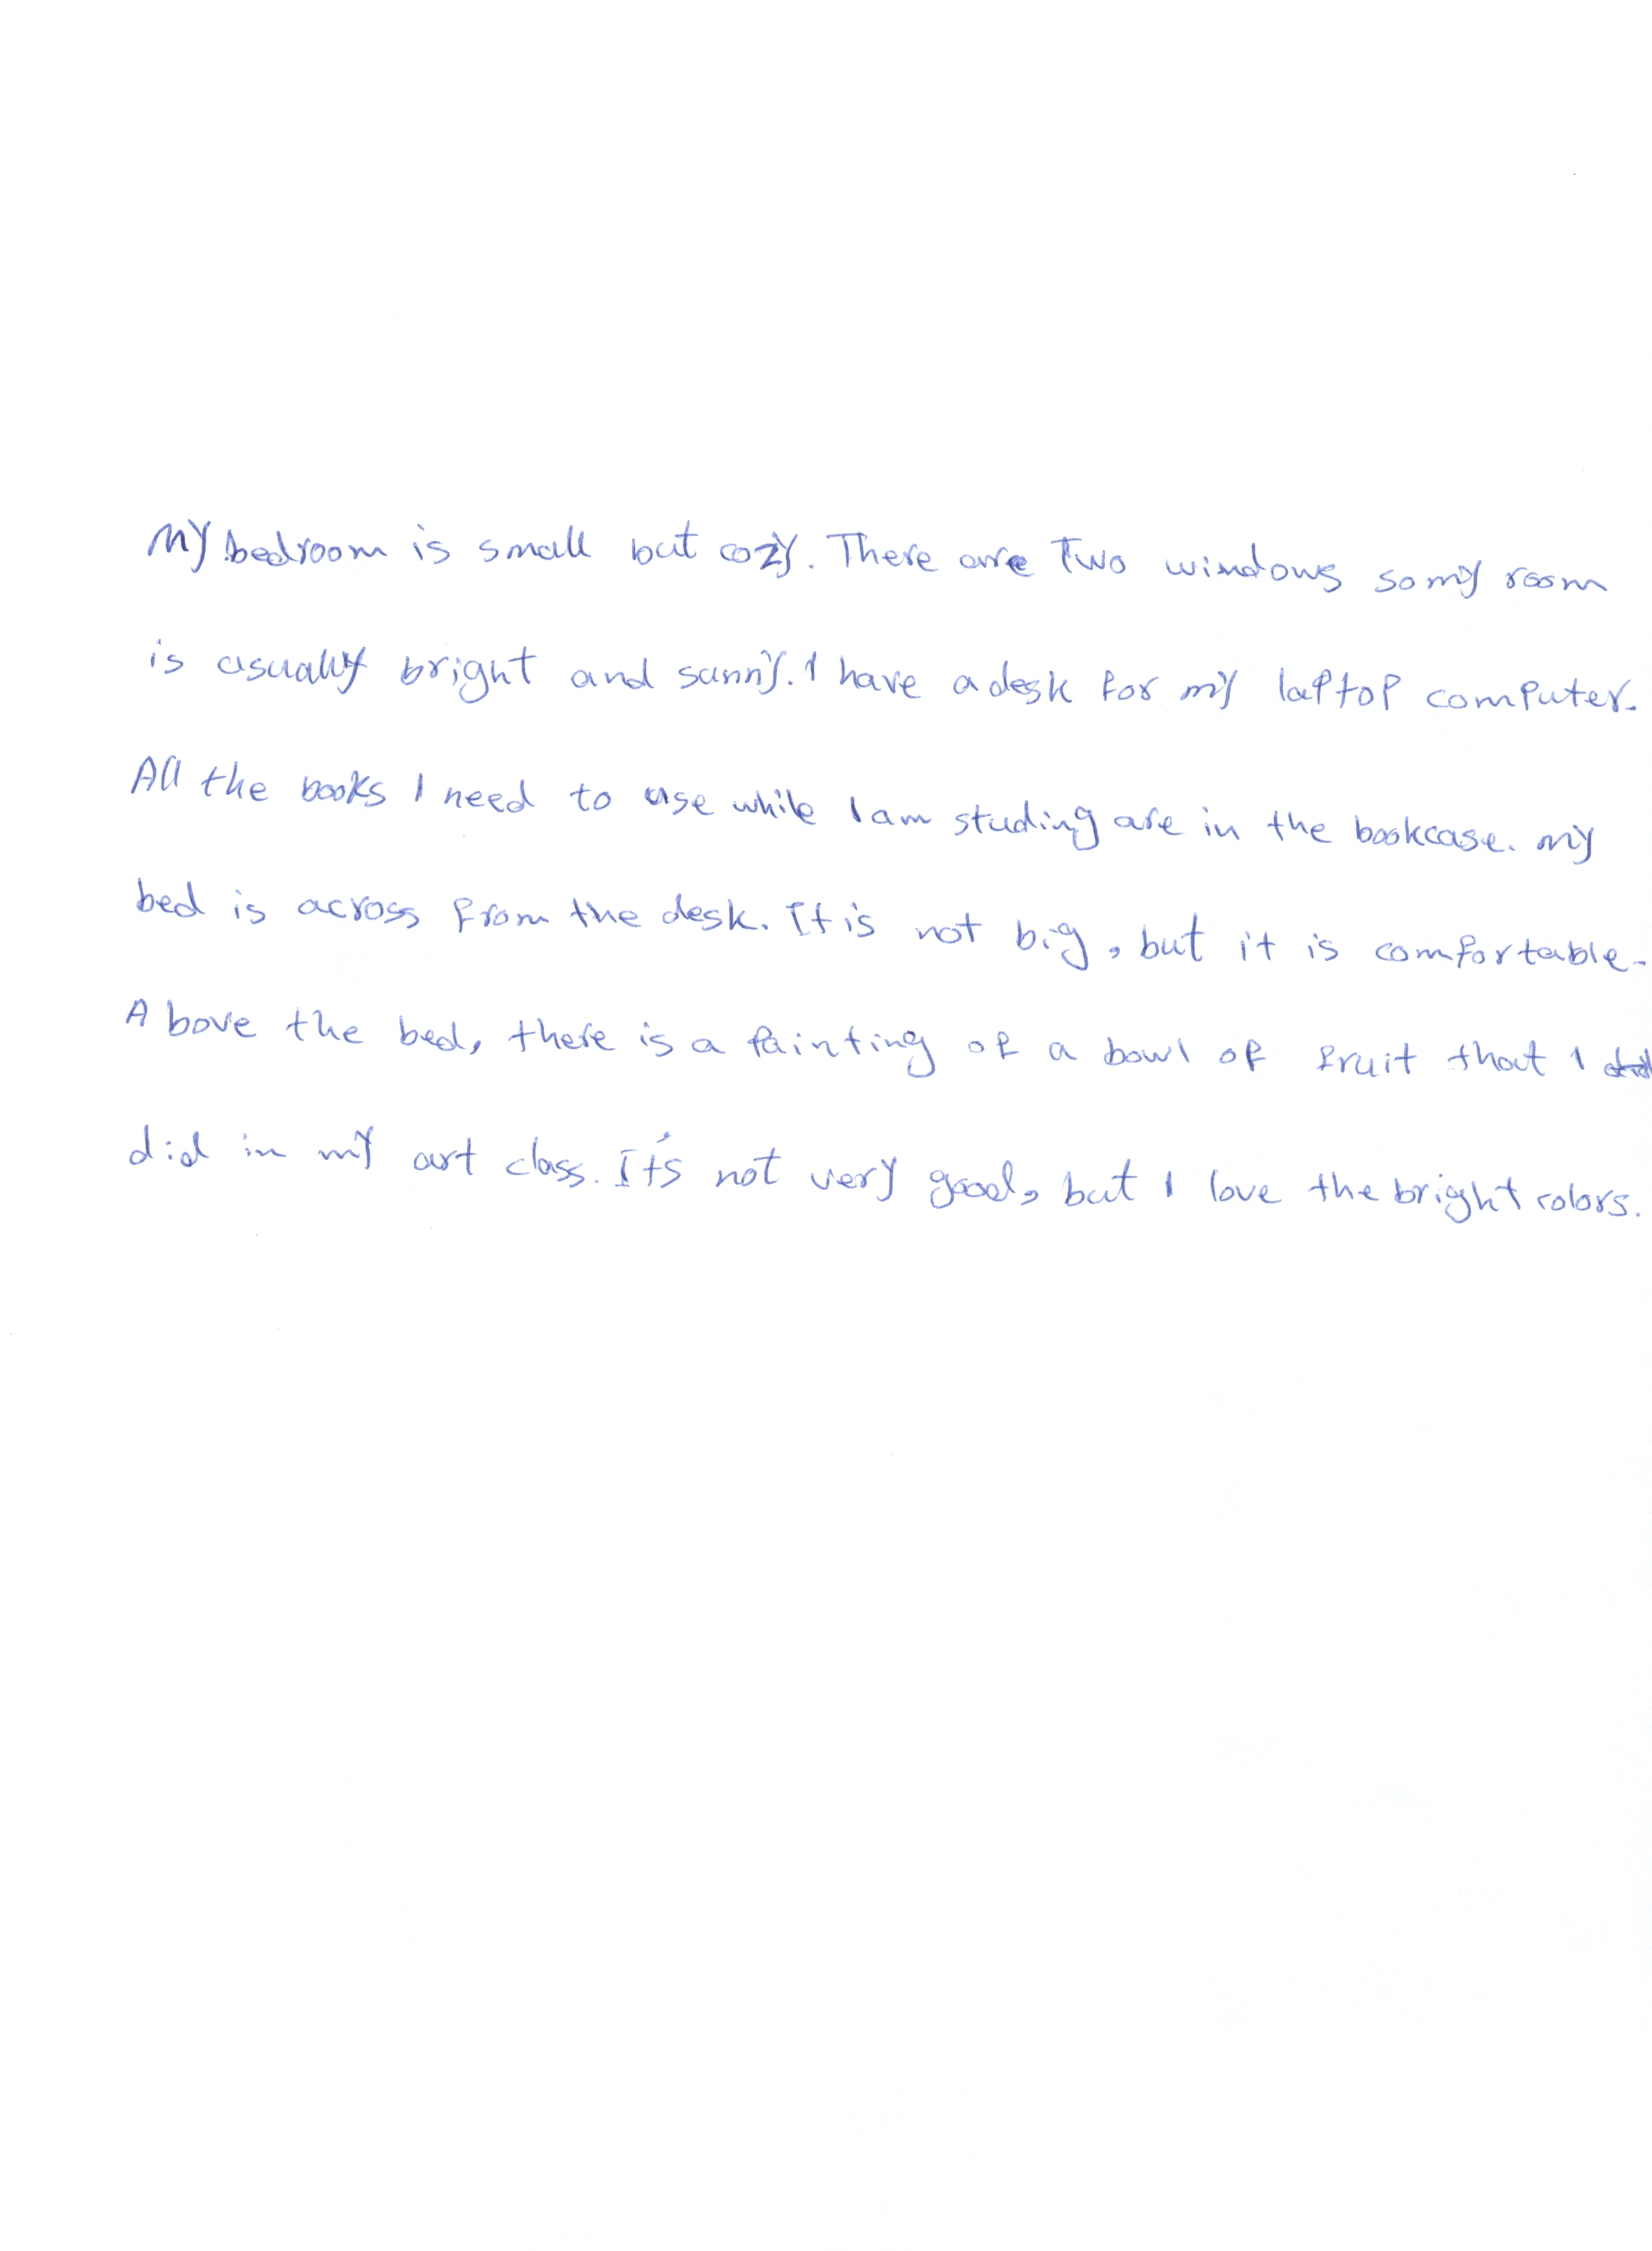 My bedroom is small but cozy. There are Two windows so my room
is usually bright and sunny. I have a desk for my laptop computer.
All the books I need to use while I am studing are in the bookcase. my
bed is across from the desk. It is not big, but it is comfortable.
Above the bed, there is a painting of a bowl of fruit that I
did in my art class. It's not very good, but I love the bright colors.